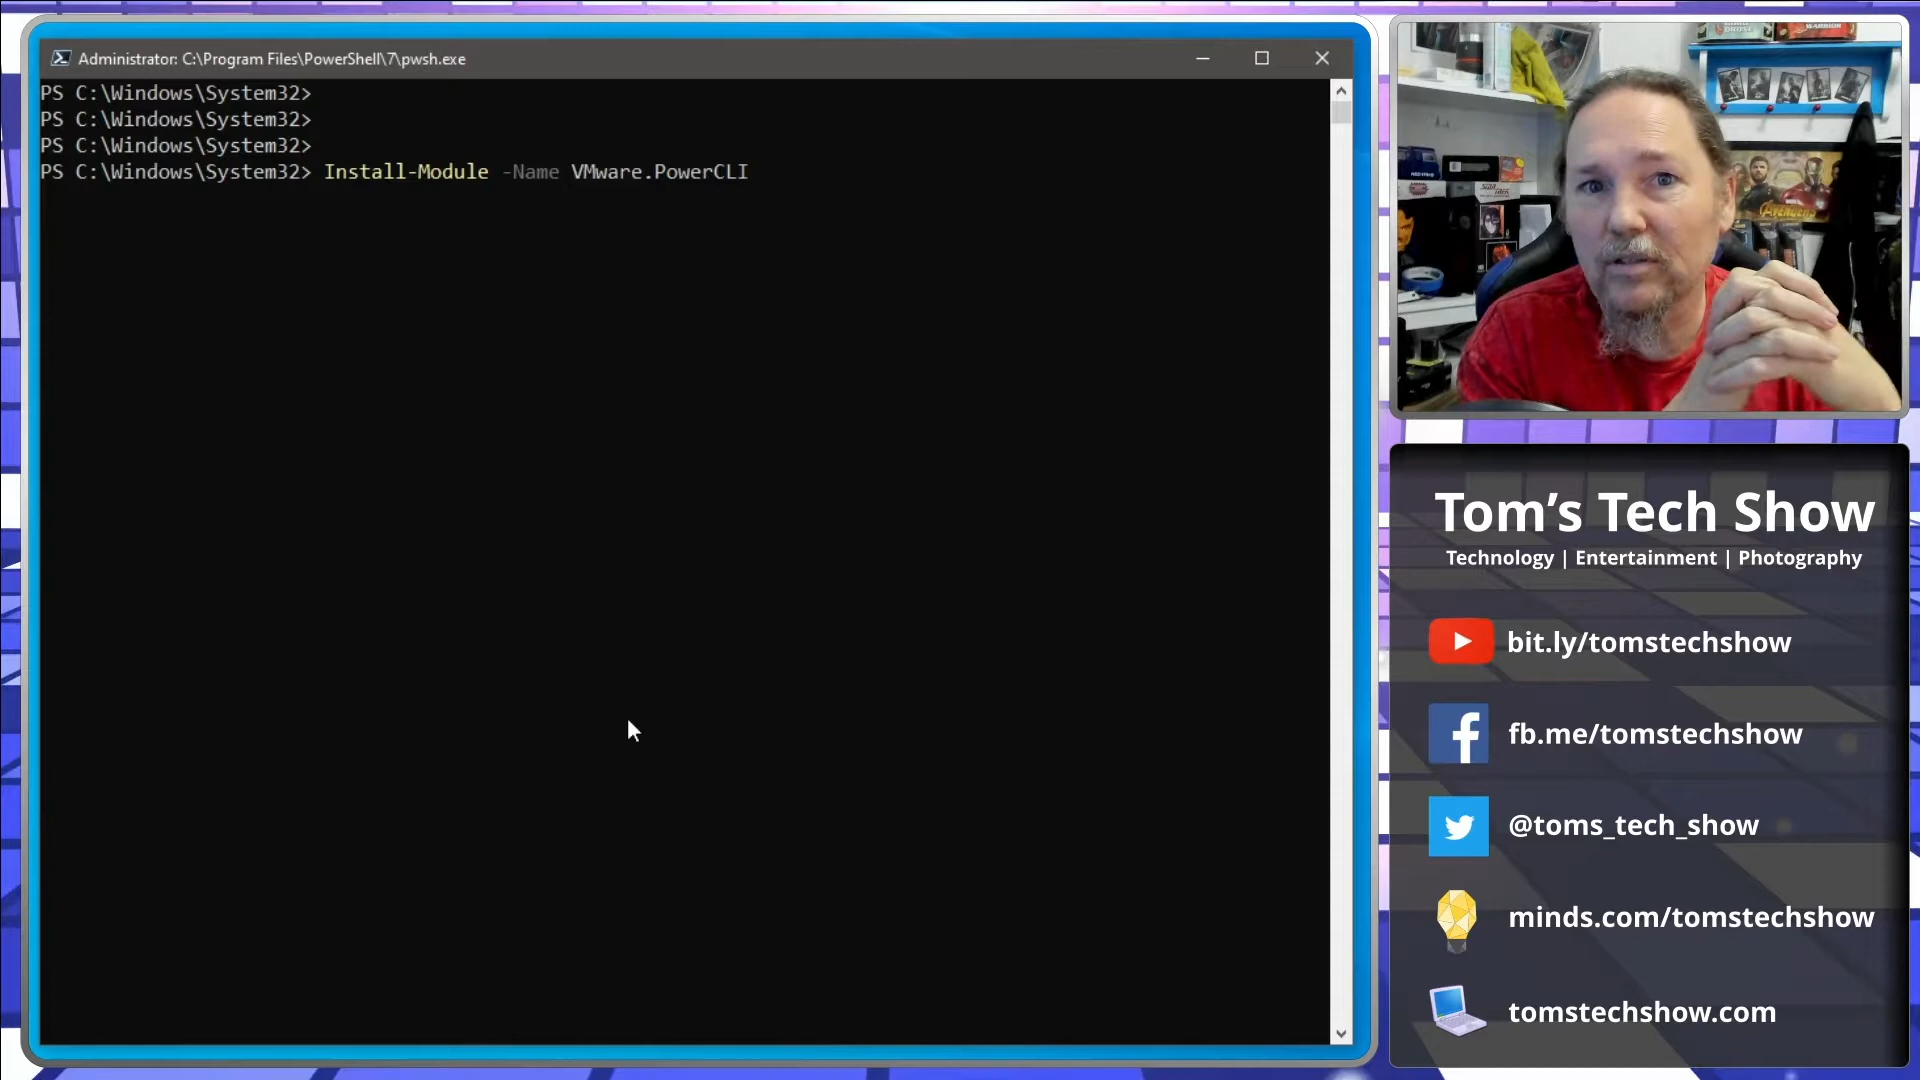 Administrator: C:\Program Files\PowerShell\7\pwsh.exe
PS C:\Windows\System32>
PS C:\Windows\System32>
PS C:\Windows\System32>
PS C:\Windows\System32> Install-Module -Name VMware.PowerCLI
AVENGERS
Tom’s Tech Show
Technology | Entertainment | Photography
bit.ly/tomstechshow
fb.me/tomstechshow
@toms_tech_show
minds.com/tomstechshow
tomstechshow.com